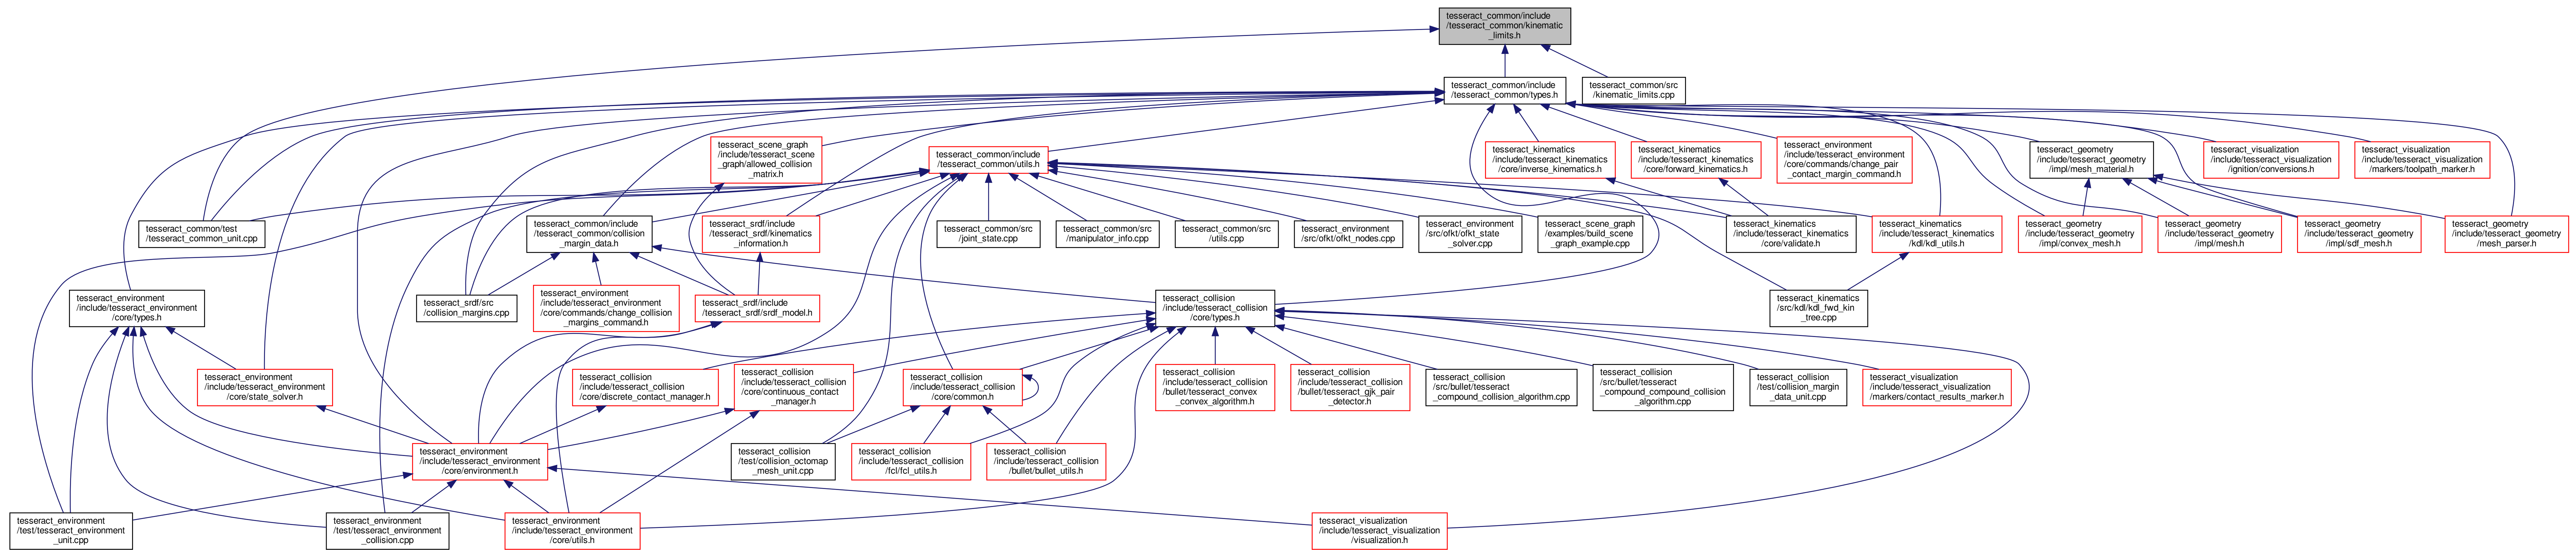 tesseract_common/include
/tesseract_common/kinematic
_limits.h
tesseract_common/include
/tesseract_common/types.h
tesseract_common/src
/kinematic_limits.cpp
tesseract_scene_graph
/include/tesseract_scene
_graph/allowed_collision
_matrix.h
tesseract_common/include
/tesseract_common/utils.h
tesseract_kinematics
/include/tesseract_kinematics
/core/inverse_kinematics.h
tesseract_kinematics
/include/tesseract_kinematics
/core/forward_kinematics.h
tesseract_environment
/include/tesseract_environment
/core/commands/change_pair
_contact_margin_command.h
tesseract_geometry
/include/tesseract_geometry
/impl/mesh_material.h
tesseract_visualization
/include/tesseract_visualization
/ignition/conversions.h
tesseract_visualization
/include/tesseract_visualization
/markers/toolpath_marker.h
tesseract_common/test
/tesseract_common_unit.cpp
tesseract_common/include
/tesseract_common/collision
_margin_data.h
tesseract_srdf/include
/tesseract_srdf/kinematics
_information.h
tesseract_common/src
/joint_state.cpp
tesseract_common/src
/manipulator_info.cpp
tesseract_common/src
/utils.cpp
tesseract_environment
/src/ofkt/ofkt_nodes.cpp
tesseract_environment
/src/ofkt/ofkt_state
_solver.cpp
tesseract_scene_graph
/examples/build_scene
_graph_example.cpp
tesseract_kinematics
/include/tesseract_kinematics
/core/validate.h
tesseract_kinematics
/include/tesseract_kinematics
/kdl/kdl_utils.h
tesseract_geometry
/include/tesseract_geometry
/impl/convex_mesh.h
tesseract_geometry
/include/tesseract_geometry
/impl/mesh.h
tesseract_geometry
/include/tesseract_geometry
/impl/sdf_mesh.h
tesseract_geometry
/include/tesseract_geometry
/mesh_parser.h
tesseract_environment
/include/tesseract_environment
/core/types.h
tesseract_srdf/src
/collision_margins.cpp
tesseract_environment
/include/tesseract_environment
/core/commands/change_collision
_margins_command.h
tesseract_srdf/include
/tesseract_srdf/srdf_model.h
tesseract_collision
/include/tesseract_collision
/core/types.h
tesseract_kinematics
/src/kdl/kdl_fwd_kin
_tree.cpp
tesseract_environment
/include/tesseract_environment
/core/state_solver.h
tesseract_collision
/include/tesseract_collision
/core/discrete_contact_manager.h
tesseract_collision
/include/tesseract_collision
/core/continuous_contact
_manager.h
tesseract_collision
/include/tesseract_collision
/core/common.h
tesseract_collision
/include/tesseract_collision
/bullet/tesseract_convex
_convex_algorithm.h
tesseract_collision
/include/tesseract_collision
/bullet/tesseract_gjk_pair
_detector.h
tesseract_collision
/src/bullet/tesseract
_compound_collision_algorithm.cpp
tesseract_collision
/src/bullet/tesseract
_compound_compound_collision
_algorithm.cpp
tesseract_collision
/test/collision_margin
_data_unit.cpp
tesseract_visualization
/include/tesseract_visualization
/markers/contact_results_marker.h
tesseract_environment
/include/tesseract_environment
/core/environment.h
tesseract_collision
/test/collision_octomap
_mesh_unit.cpp
tesseract_collision
/include/tesseract_collision
/fcl/fcl_utils.h
tesseract_collision
/include/tesseract_collision
/bullet/bullet_utils.h
tesseract_environment
/test/tesseract_environment
_unit.cpp
tesseract_environment
/test/tesseract_environment
_collision.cpp
tesseract_environment
/include/tesseract_environment
/core/utils.h
tesseract_visualization
/include/tesseract_visualization
/visualization.h